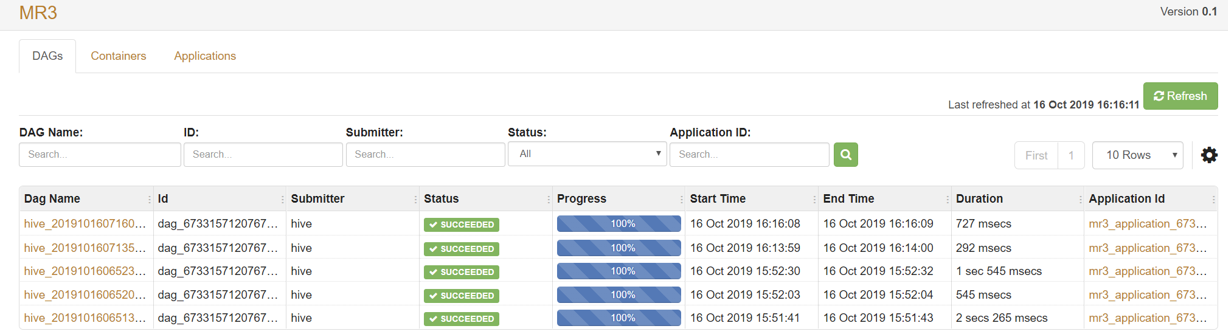 MR3 Version 0.1
DAGs Containers Applications
Last refreshed at 16 Oct 2019 16:16:11 Refresh
DAG Name: ID: Submitter: Status: Application ID:
Search... Search... Search... All Search... First 1 10 Rows
Dag Name Id Submitter Status Progress Start Time End Time Duration Application Id
hive_2019101607160... dag_6733157120767... hive SUCCEEDED 100% 16 Oct 2019 16:16:08 16 Oct 2019 16:16:09 727 msecs mr3_application_673...
hive_2019101607135... dag_6733157120767... hive SUCCEEDED 100% 16 Oct 2019 16:13:59 16 Oct 2019 16:14:00 292 msecs mr3_application_673...
hive_2019101606523... dag_6733157120767... hive SUCCEEDED 100% 16 Oct 2019 15:52:30 16 Oct 2019 15:52:32 1 sec 545 msecs mr3_application_673...
hive_2019101606520... dag_6733157120767... hive SUCCEEDED 100% 16 Oct 2019 15:52:03 16 Oct 2019 15:52:04 545 msecs mr3_application_673...
hive_2019101606513... dag_6733157120767... hive SUCCEEDED 100% 16 Oct 2019 15:51:41 16 Oct 2019 15:51:43 2 secs 265 msecs mr3_application_673...